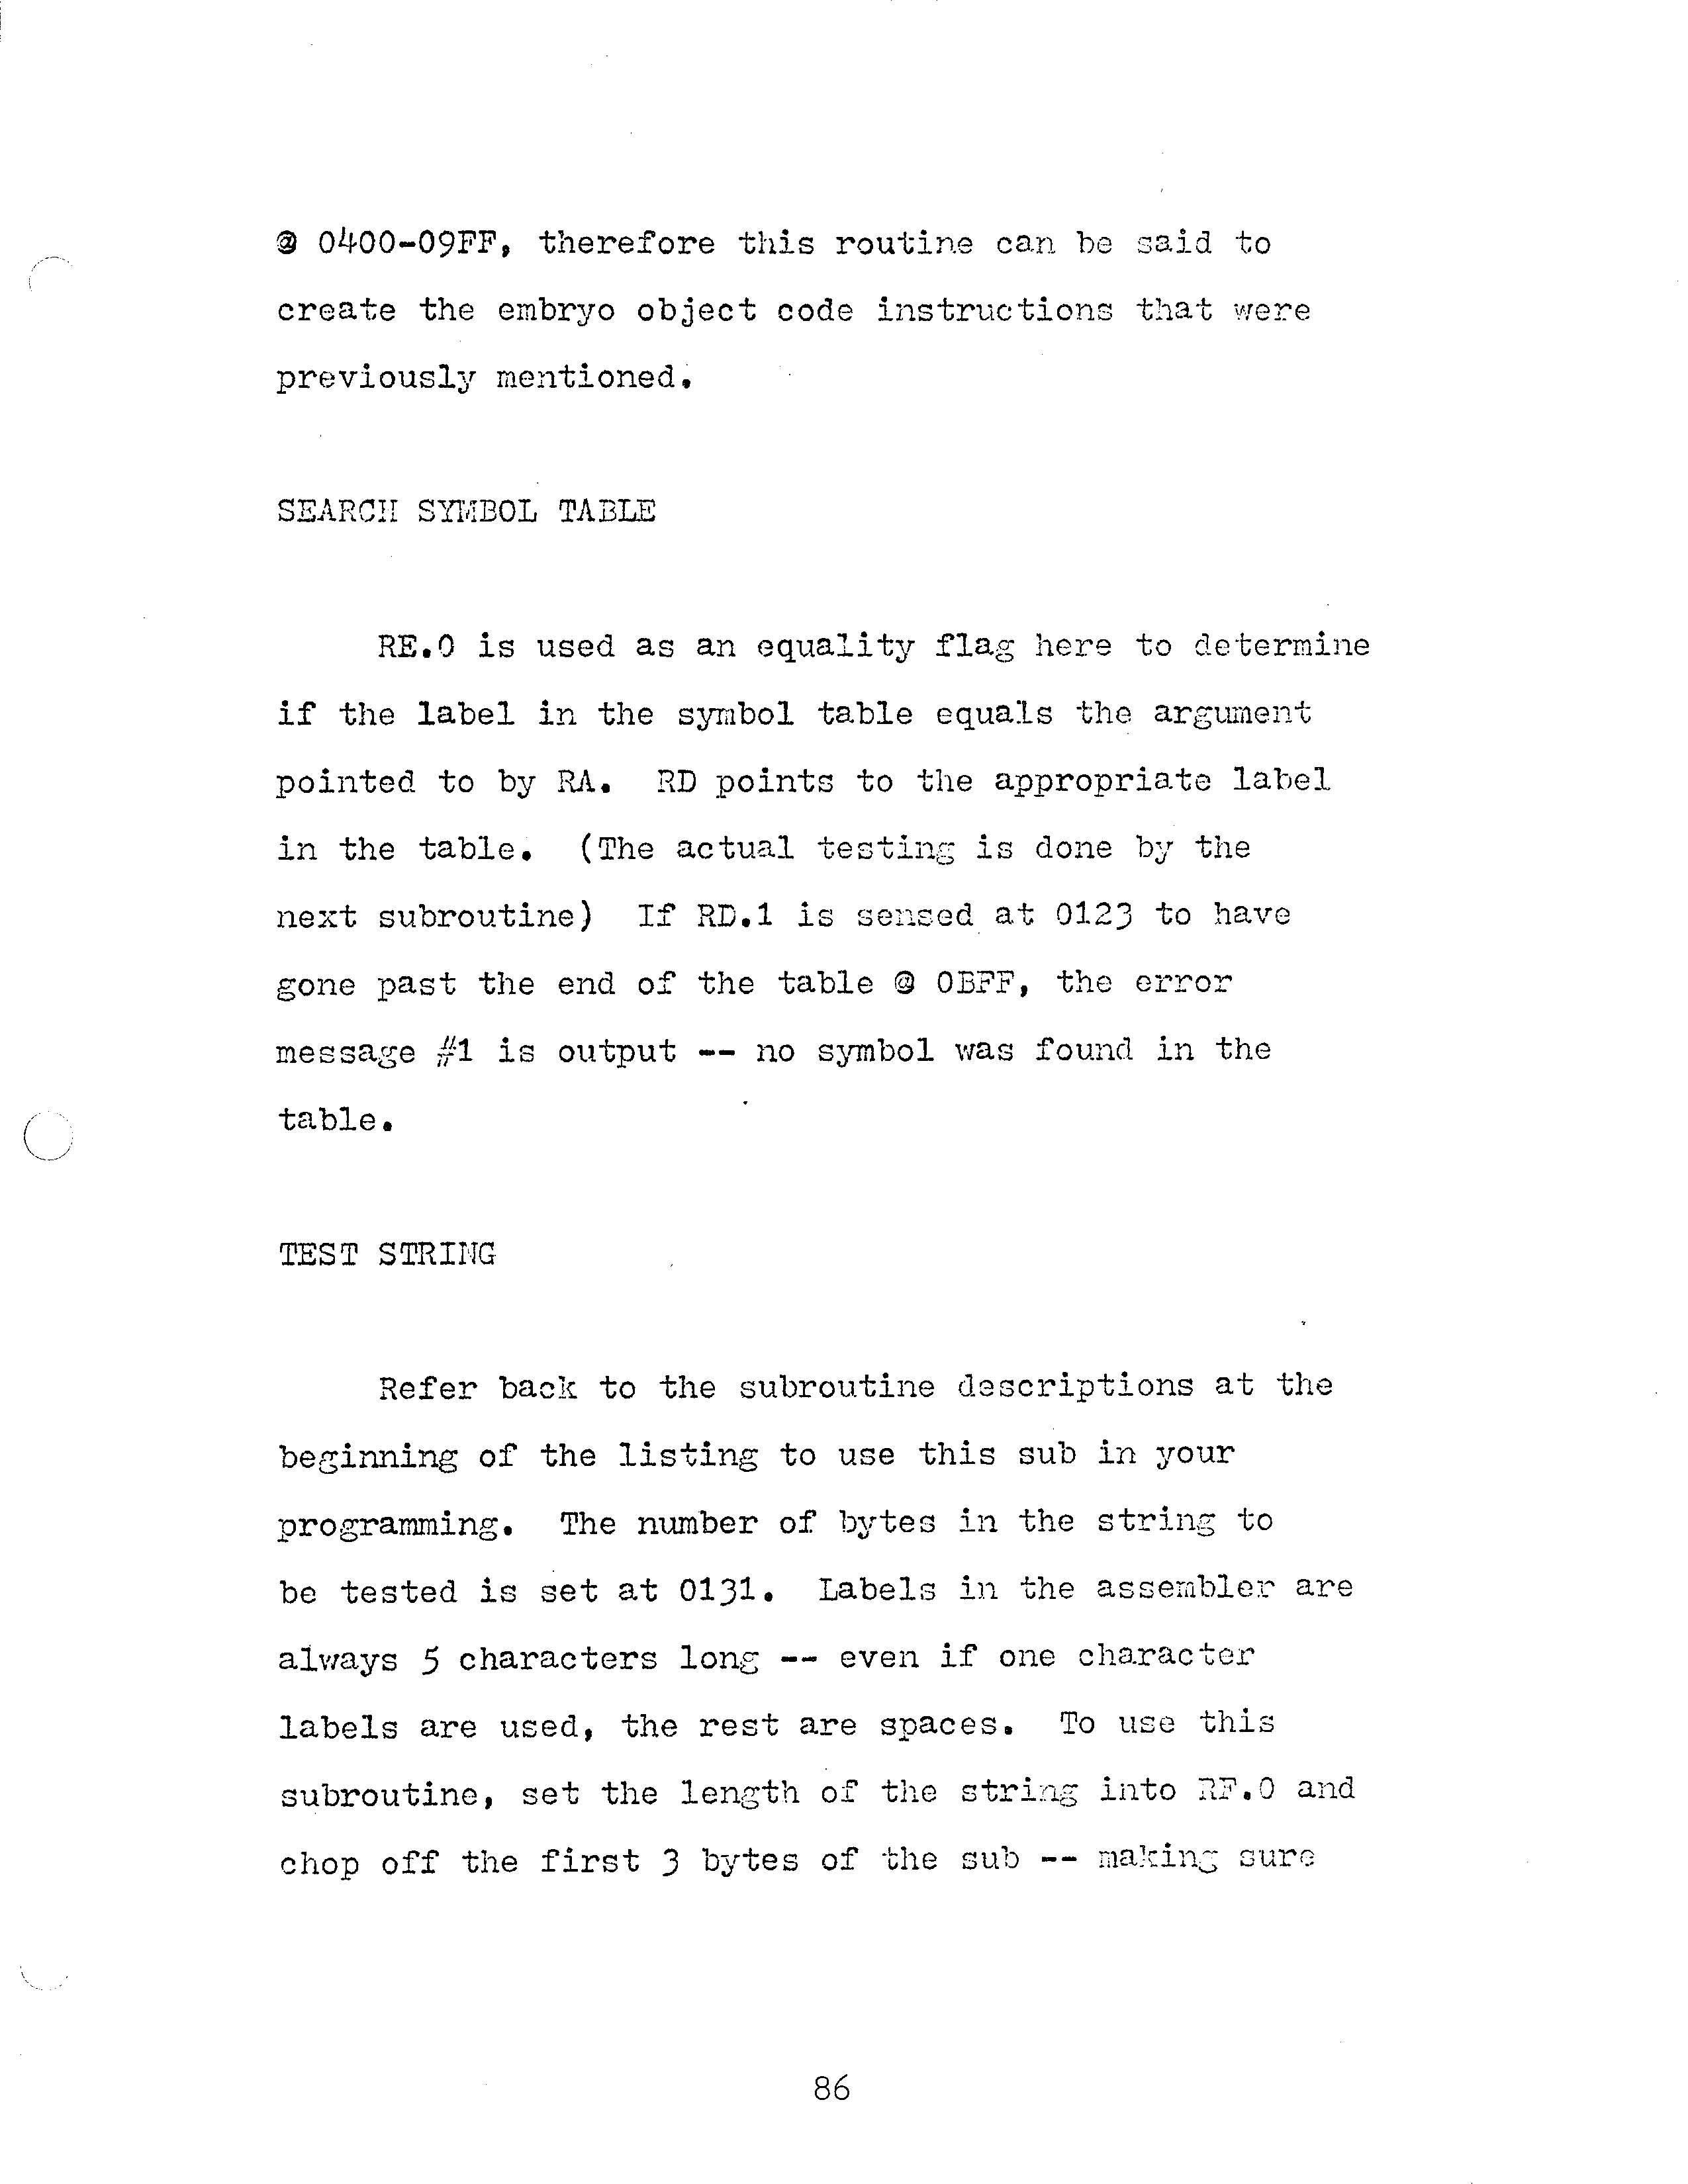 @ 0400-09FF, therefore this routine can be said to
create the embryo object code instructions that were
previously mentioned.
SEARCH SYMBOL TABLE
RE.0 is used as an equality flag here to determine
if the label in the symbol table equals the argument
pointed to by RA.  RD points to the appropriate label
in the table.  (The actual testing is done by the
next subroutine)  If RD.1 is sensed at 0123 to have
gone past the end of the table @ 0BFF, the error
message #1 is output -- no symbol was found in the
table.
TEST STRING
Refer back to the subroutine descriptions at the
beginning of the listing to use this sub in your
programming.  The number of bytes in the string to
be tested is set at 0131.  Labels in the assembler are
always 5 characters long -- even if one character
labels are used, the rest are spaces.  To use this
subroutine, set the length of the string into RF.0 and
chop off the first 3 bytes of the sub -- making sure
86